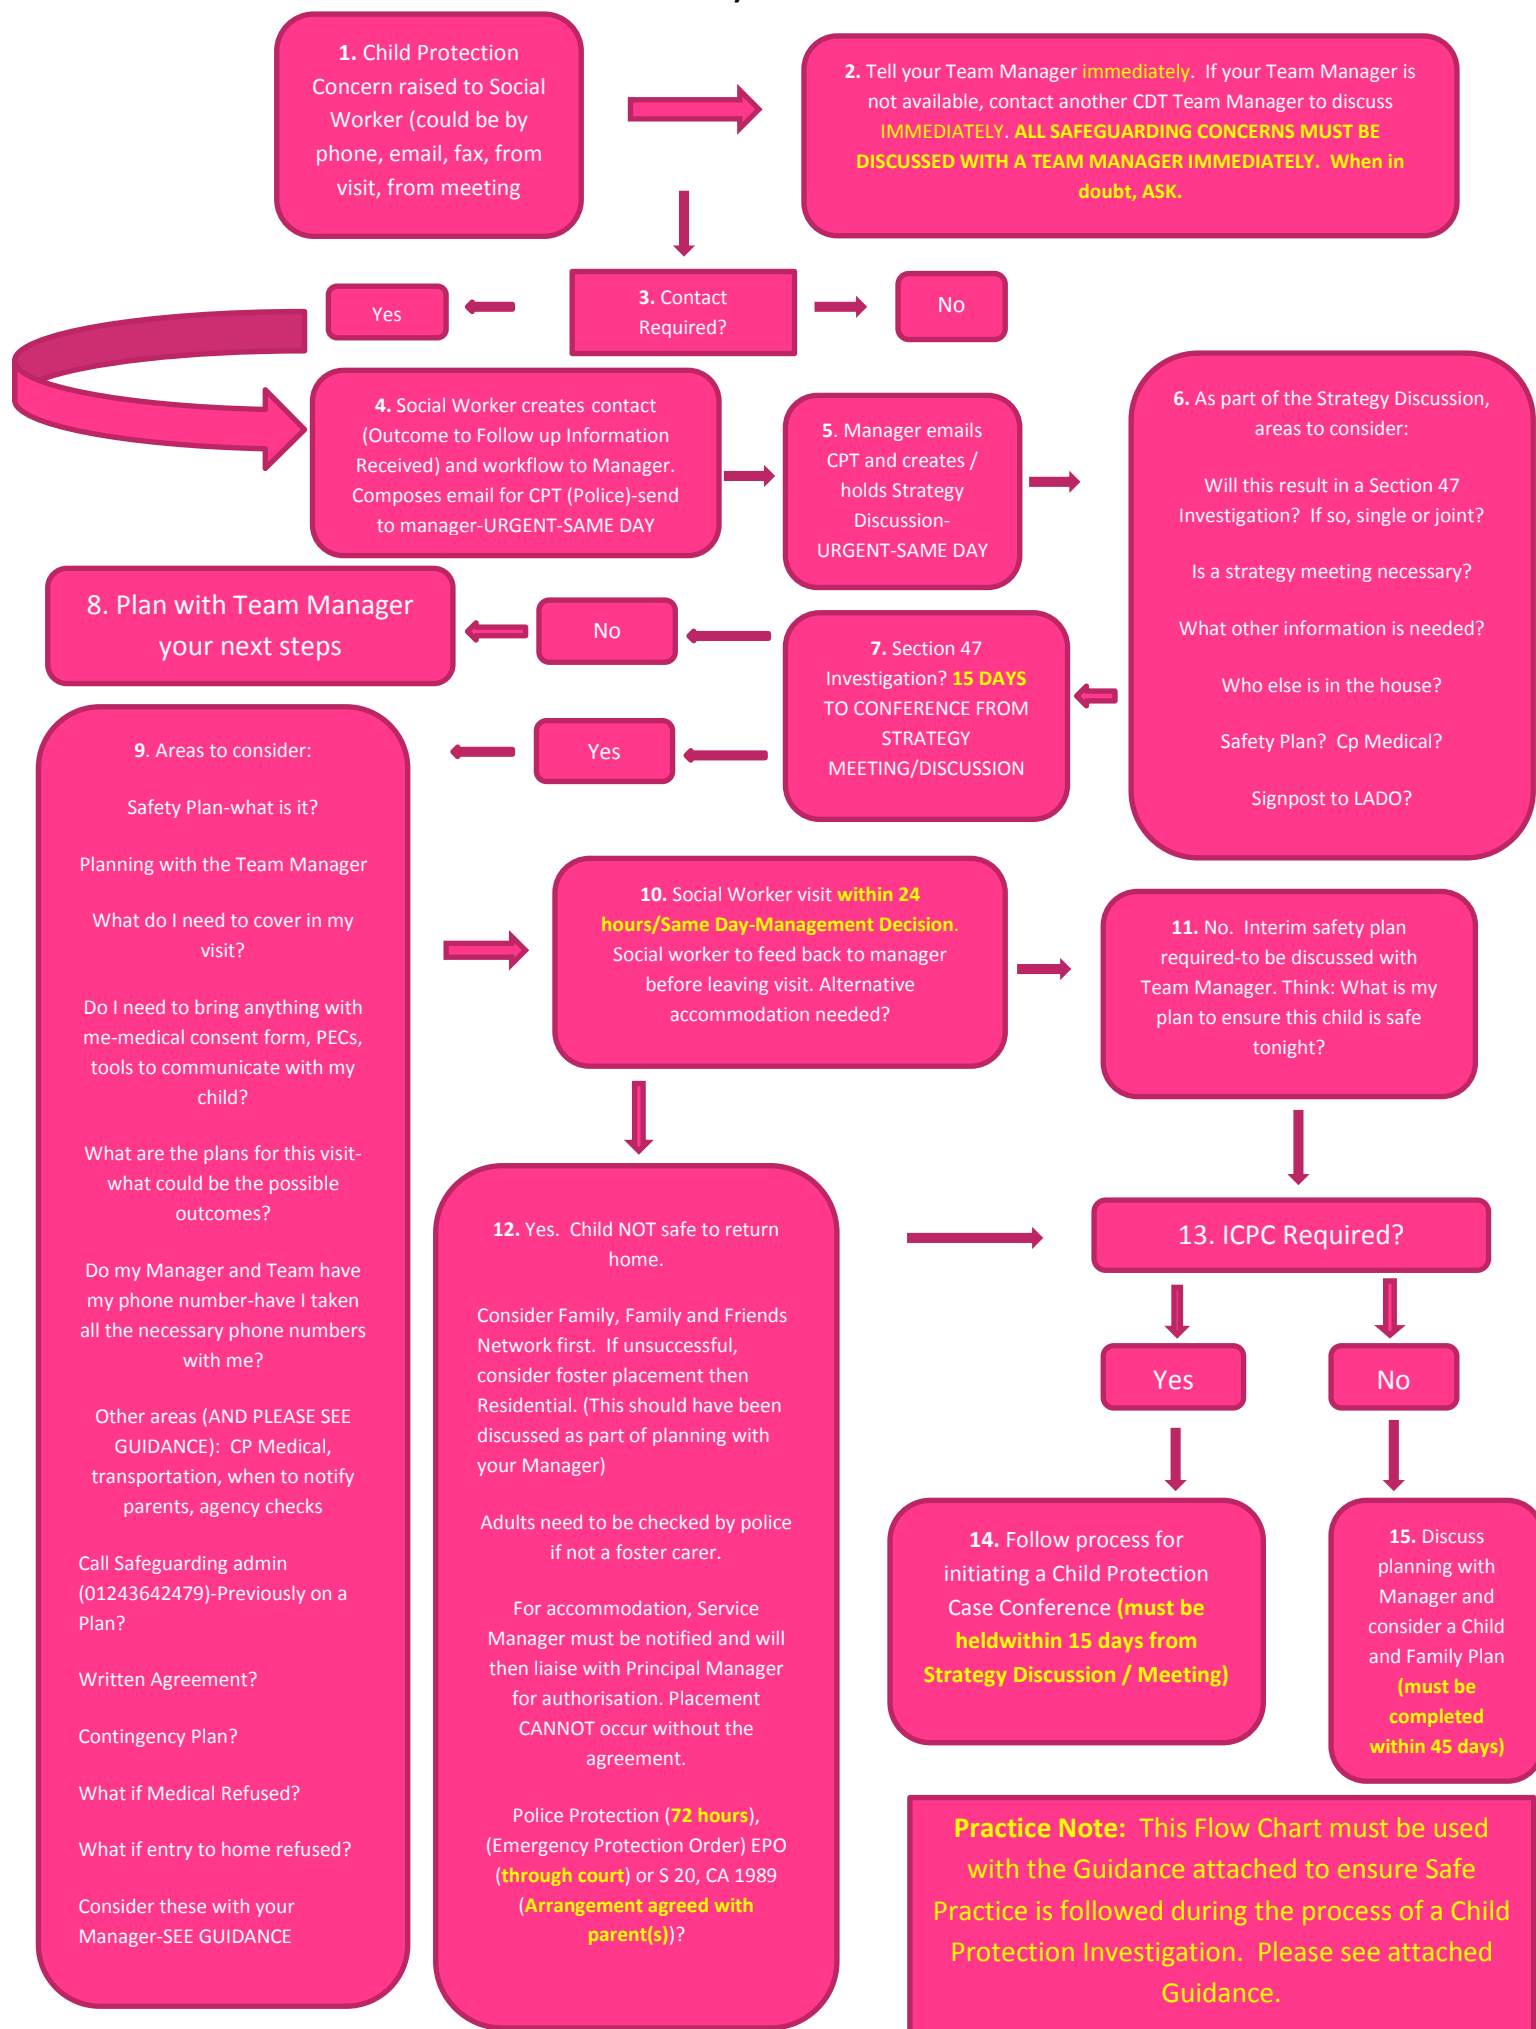 1. Child Protection
Concern raised to Social
Worker (could be by
phone, email, fax, from
visit, from meeting
2. Tell your Team Manager immediately.  If your Team Manager is
not available, contact another CDT Team Manager to discuss
IMMEDIATELY. ALL SAFEGUARDING CONCERNS MUST BE
DISCUSSED WITH A TEAM MANAGER IMMEDIATELY.  When in
doubt, ASK.
3. Contact
Required?
Yes
No
4. Social Worker creates contact
(Outcome to Follow up Information
Received) and workflow to Manager.
Composes email for CPT (Police)-send
to manager-URGENT-SAME DAY
5. Manager emails
CPT and creates /
holds Strategy
Discussion-
URGENT-SAME DAY
6. As part of the Strategy Discussion,
areas to consider:
Will this result in a Section 47
Investigation?  If so, single or joint?
Is a strategy meeting necessary?
What other information is needed?
Who else is in the house?
Safety Plan?  Cp Medical?
Signpost to LADO?
7. Section 47
Investigation? 15 DAYS
TO CONFERENCE FROM
STRATEGY
MEETING/DISCUSSION
No
Yes
8. Plan with Team Manager
your next steps
9. Areas to consider:
Safety Plan-what is it?
Planning with the Team Manager
What do I need to cover in my
visit?
Do I need to bring anything with
me-medical consent form, PECs,
tools to communicate with my
child?
What are the plans for this visit-
what could be the possible
outcomes?
Do my Manager and Team have
my phone number-have I taken
all the necessary phone numbers
with me?
Other areas (AND PLEASE SEE
GUIDANCE):  CP Medical,
transportation, when to notify
parents, agency checks
Call Safeguarding admin
(01243642479)-Previously on a
Plan?
Written Agreement?
Contingency Plan?
What if Medical Refused?
What if entry to home refused?
Consider these with your
Manager-SEE GUIDANCE
10. Social Worker visit within 24
hours/Same Day-Management Decision.
Social worker to feed back to manager
before leaving visit. Alternative
accommodation needed?
11. No.  Interim safety plan
required-to be discussed with
Team Manager. Think: What is my
plan to ensure this child is safe
tonight?
12. Yes.  Child NOT safe to return
home.
Consider Family, Family and Friends
Network first.  If unsuccessful,
consider foster placement then
Residential. (This should have been
discussed as part of planning with
your Manager)
Adults need to be checked by police
if not a foster carer.
For accommodation, Service
Manager must be notified and will
then liaise with Principal Manager
for authorisation. Placement
CANNOT occur without the
agreement.
Police Protection (72 hours),
(Emergency Protection Order) EPO
(through court) or S 20, CA 1989
(Arrangement agreed with
parent(s))?
13. ICPC Required?
Yes
No
14. Follow process for
initiating a Child Protection
Case Conference (must be
heldwithin 15 days from
Strategy Discussion / Meeting)
15. Discuss
planning with
Manager and
consider a Child
and Family Plan
(must be
completed
within 45 days)
Practice Note:  This Flow Chart must be used
with the Guidance attached to ensure Safe
Practice is followed during the process of a Child
Protection Investigation.  Please see attached
Guidance.